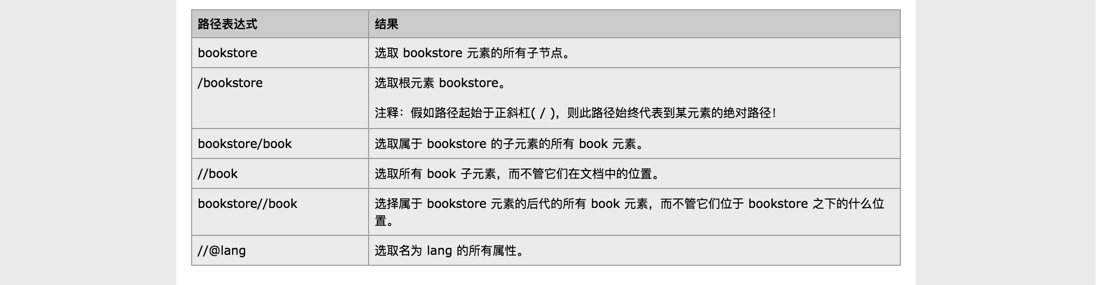 路径表达式 结果
bookstore 选取 bookstore 元素的所有子节点。
/bookstore 选取根元素 bookstore。
注释：假如路径起始于正斜杠( / )，则此路径始终代表到某元素的绝对路径！
bookstore/book 选取属于 bookstore 的子元素的所有 book 元素。
//book 选取所有 book 子元素，而不管它们在文档中的位置。
bookstore//book 选择属于 bookstore 元素的后代的所有 book 元素，而不管它们位于 bookstore 之下的什么位
置。
//@lang 选取名为 lang 的所有属性。